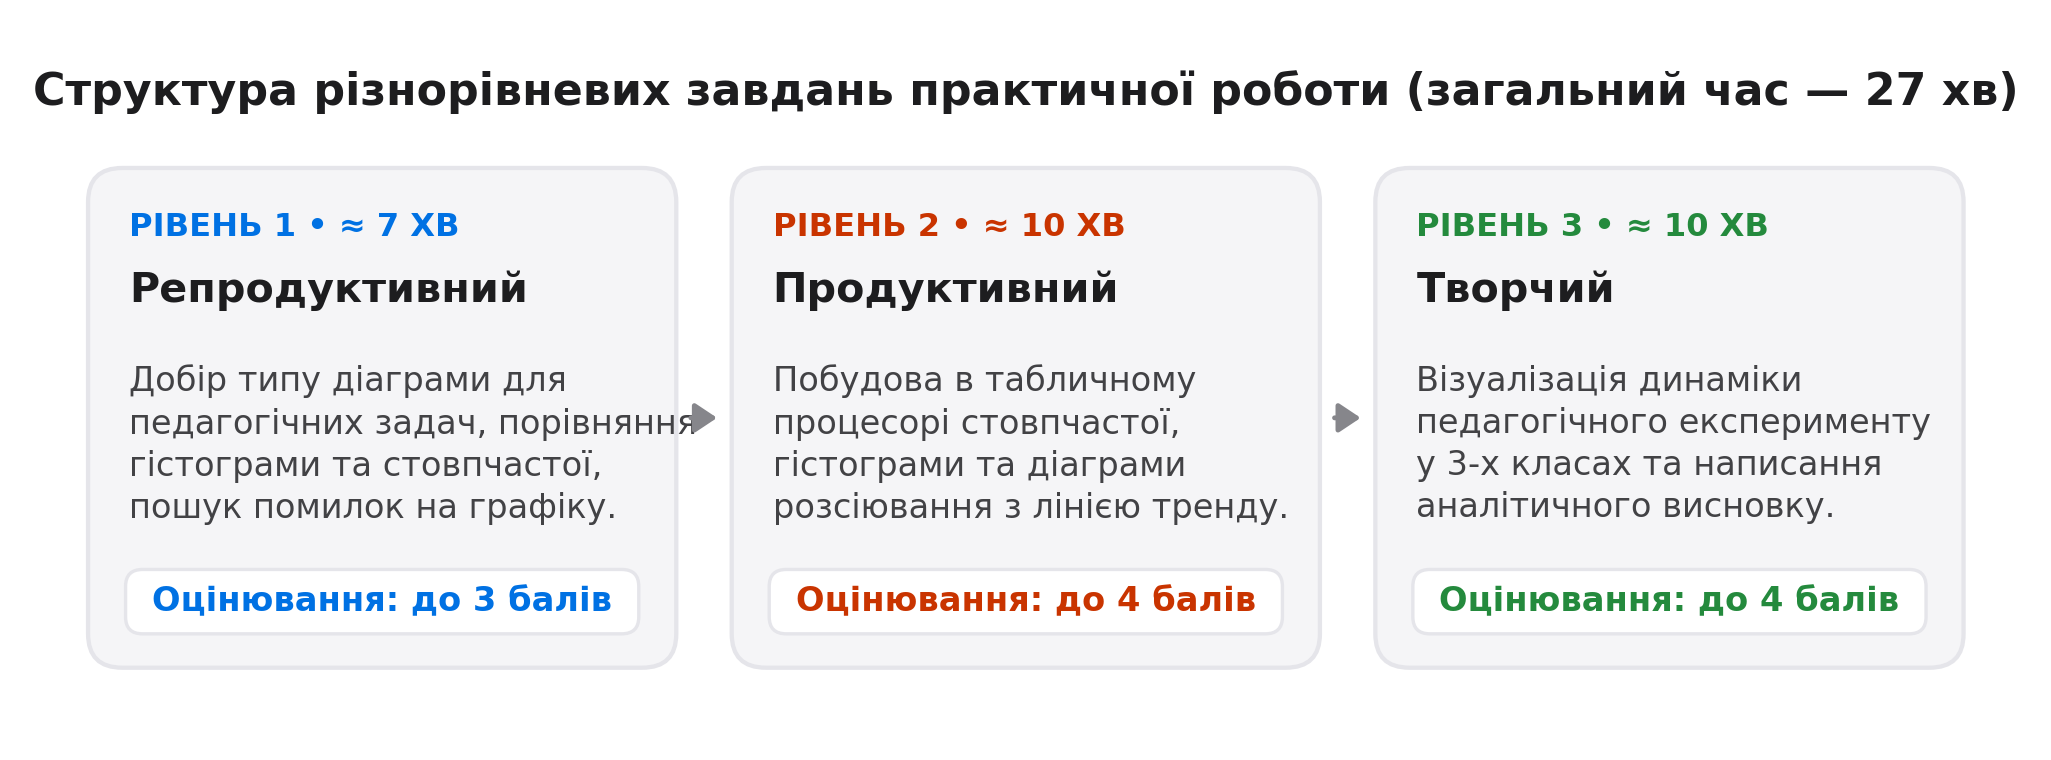 Структура різнорівневих завдань практичної роботи (загальний час — 27 хв)
РІВЕНЬ 1 • ≈ 7 ХВ
Репродуктивний
Добір типу діаграми для
педагогічних задач, порівняння
гістограми та стовпчастої,
пошук помилок на графіку.
Оцінювання: до 3 балів
РІВЕНЬ 2 • ≈ 10 ХВ
Продуктивний
Побудова в табличному
процесорі стовпчастої,
гістограми та діаграми
розсіювання з лінією тренду.
Оцінювання: до 4 балів
РІВЕНЬ 3 • ≈ 10 ХВ
Творчий
Візуалізація динаміки
педагогічного експерименту
у 3-х класах та написання
аналітичного висновку.
Оцінювання: до 4 балів